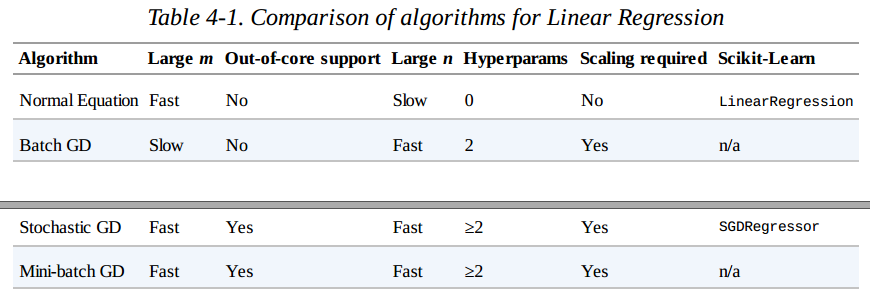 Table 4-1. Comparison of algorithms for Linear Regression
Algorithm Large m Out-of-core support Large n Hyperparams Scaling required Scikit-Learn
Normal Equation Fast No Slow 0 No LinearRegression
Batch GD Slow No Fast 2 Yes n/a
Stochastic GD Fast Yes Fast ≥2 Yes SGDRegressor
Mini-batch GD Fast Yes Fast ≥2 Yes n/a